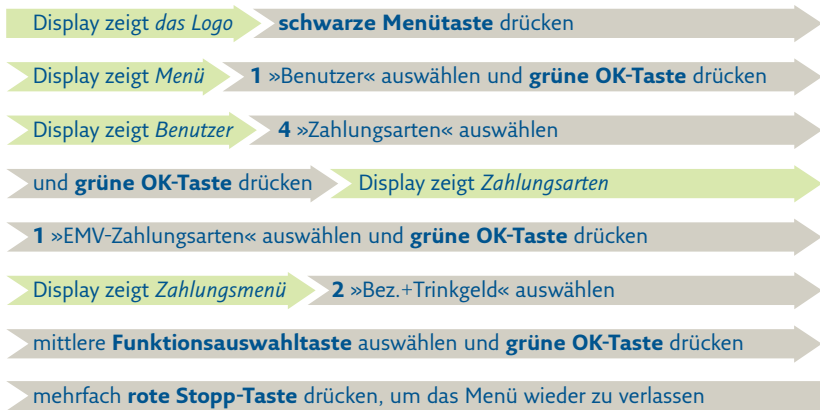 Display zeigt das Logo schwarze Menütaste drücken
Display zeigt Menü 1 »Benutzer« auswählen und grüne OK-Taste drücken
Display zeigt Benutzer 4 »Zahlungsarten« auswählen
und grüne OK-Taste drücken Display zeigt Zahlungsarten
1 »EMV-Zahlungsarten« auswählen und grüne OK-Taste drücken
Display zeigt Zahlungsmenü 2 »Bez.+Trinkgeld« auswählen
mittlere Funktionsauswahltaste auswählen und grüne OK-Taste drücken
mehrfach rote Stopp-Taste drücken, um das Menü wieder zu verlassen